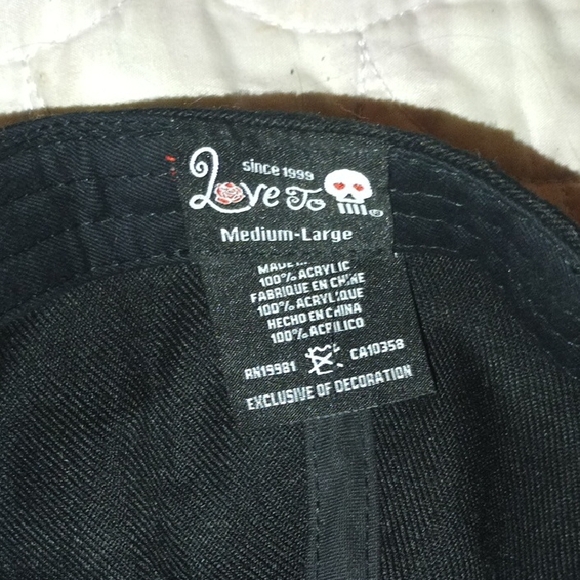 since 1999
Love To
Medium-Large
MADE
100% ACRYLIC
FABRIQUE EN CHINE
100% ACRYLIQUE
HECHO EN CHINA
100% ACRILICO
RN19981 CA10358
EXCLUSIVE OF DECORATION